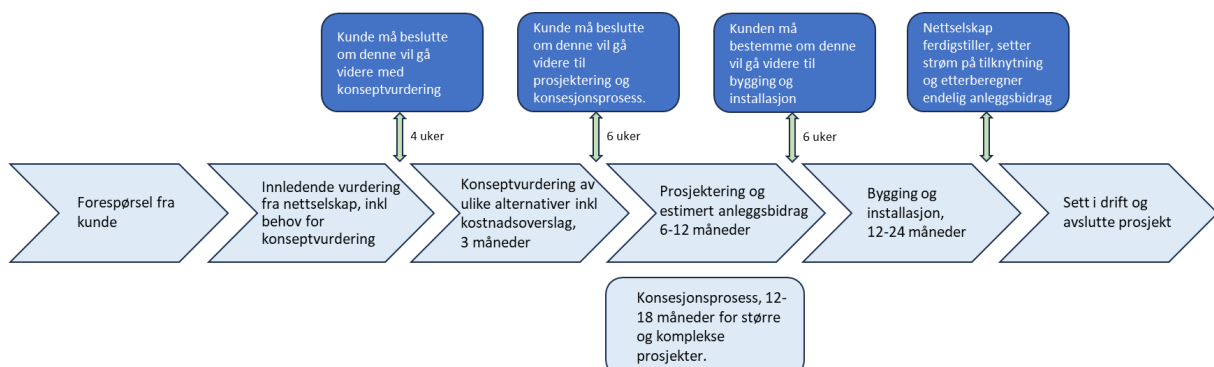 Kunde må beslutte
om denne vil gå
videre med
konseptvurdering
Kunde må beslutte
om denne vil gå
videre til
prosjektering og
konsesjonsprosess.
Kunden må
bestemme om denne
vil gå videre til
bygging og
installasjon
Nettselskap
ferdigstiller, setter
strøm på tilknytning
og etterberegner
endelig anleggsbidrag
4 uker
6 uker
6 uker
Forespørsel fra
kunde
Innledende vurdering
fra nettselskap, inkl
behov for
konseptvurdering
Konseptvurdering av
ulike alternativer inkl
kostnadsoverslag,
3 måneder
Prosjektering og
estimert anleggsbidrag
6-12 måneder
Bygging og
installasjon,
12-24 måneder
Sett i drift og
avslutte prosjekt
Konsesjonsprosess, 12-
18 måneder for større
og komplekse
prosjekter.